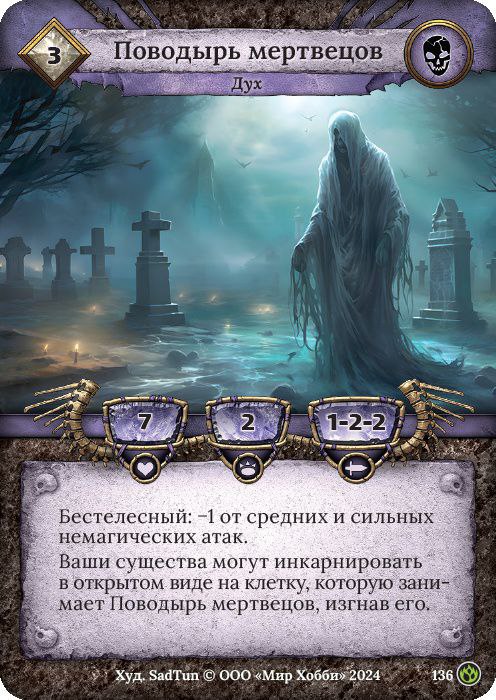 3
Поводырь мертвецов
Дух
7
2
1-2-2
Бестелесный: −1 от средних и сильных
немагических атак.
Ваши существа могут инкарнировать
в открытом виде на клетку, которую зани-
мает Поводырь мертвецов, изгнав его.
Худ. SadTun © ООО «Мир Хобби» 2024
136